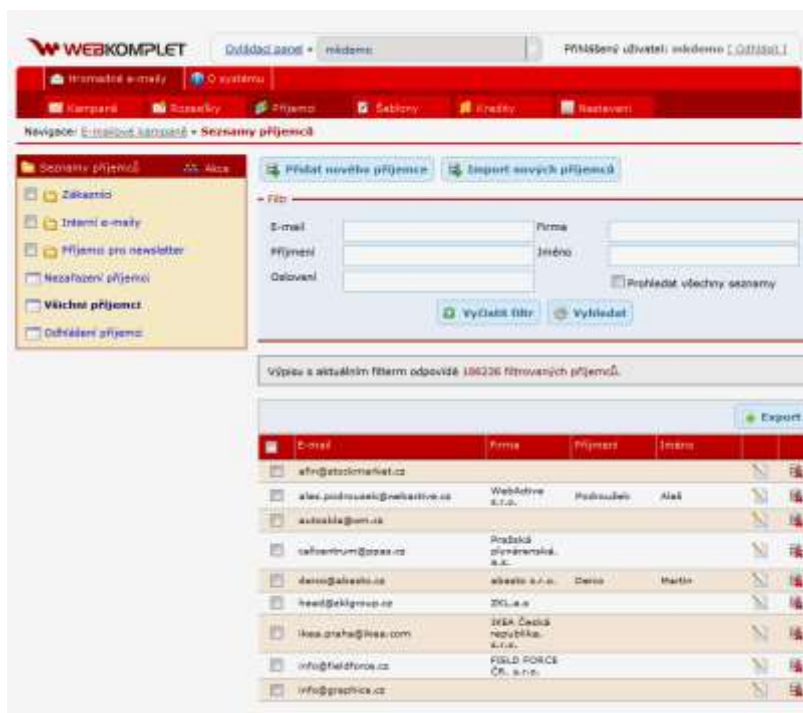 WEBKOMPLET
Ovládací panel
mkdemo
Přihlášený uživatel: mkdemo [ Odhlásit ]
Hromadné e-maily
O systému
Kampaně
Rozesílky
Příjemci
Šablony
Kredity
Nastavení
Navigace: E-mailové kampaně • Seznamy příjemců
Seznamy příjemců
Akce
Zákazníci
Interní e-maily
Příjemci pro newsletter
Nezařazení příjemci
Všichni příjemci
Odhlášení příjemci
Přidat nového příjemce
Import nových příjemců
Filtr
E-mail
Firma
Příjmení
Jméno
Oslovení
Prohledat všechny seznamy
Vyčistit filtr
Vyhledat
Výpisu s aktuálním filtrem odpovídá 186236 filtrovaných příjemců.
Export
E-mail Firma Příjmení Jméno
afin@stockmarket.cz
ales.podrouzek@webactive.cz WebActive s.r.o. Podroužek Aleš
callcentrum@ppas.cz Pražská plynárenská, a.s.
demo@abasto.cz abasto s.r.o. Demo Martin
head@zklgroup.cz ZKL,a.s
ikea.praha@ikea.com IKEA Česká republika, s.r.o.
info@fieldforce.cz FIELD FORCE ČR, s.r.o.
info@graphica.cz